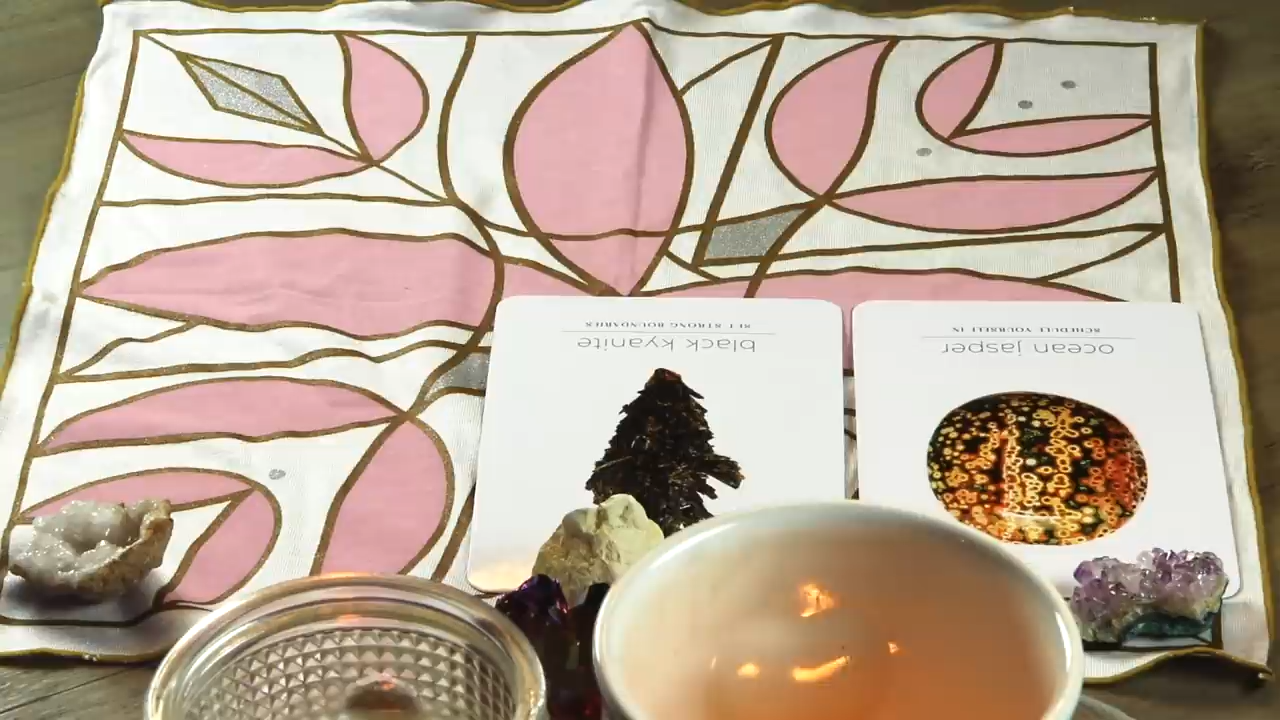 black kyanite
SET STRONG BOUNDARIES
ocean jasper
SCHEDULE YOURSELF IN